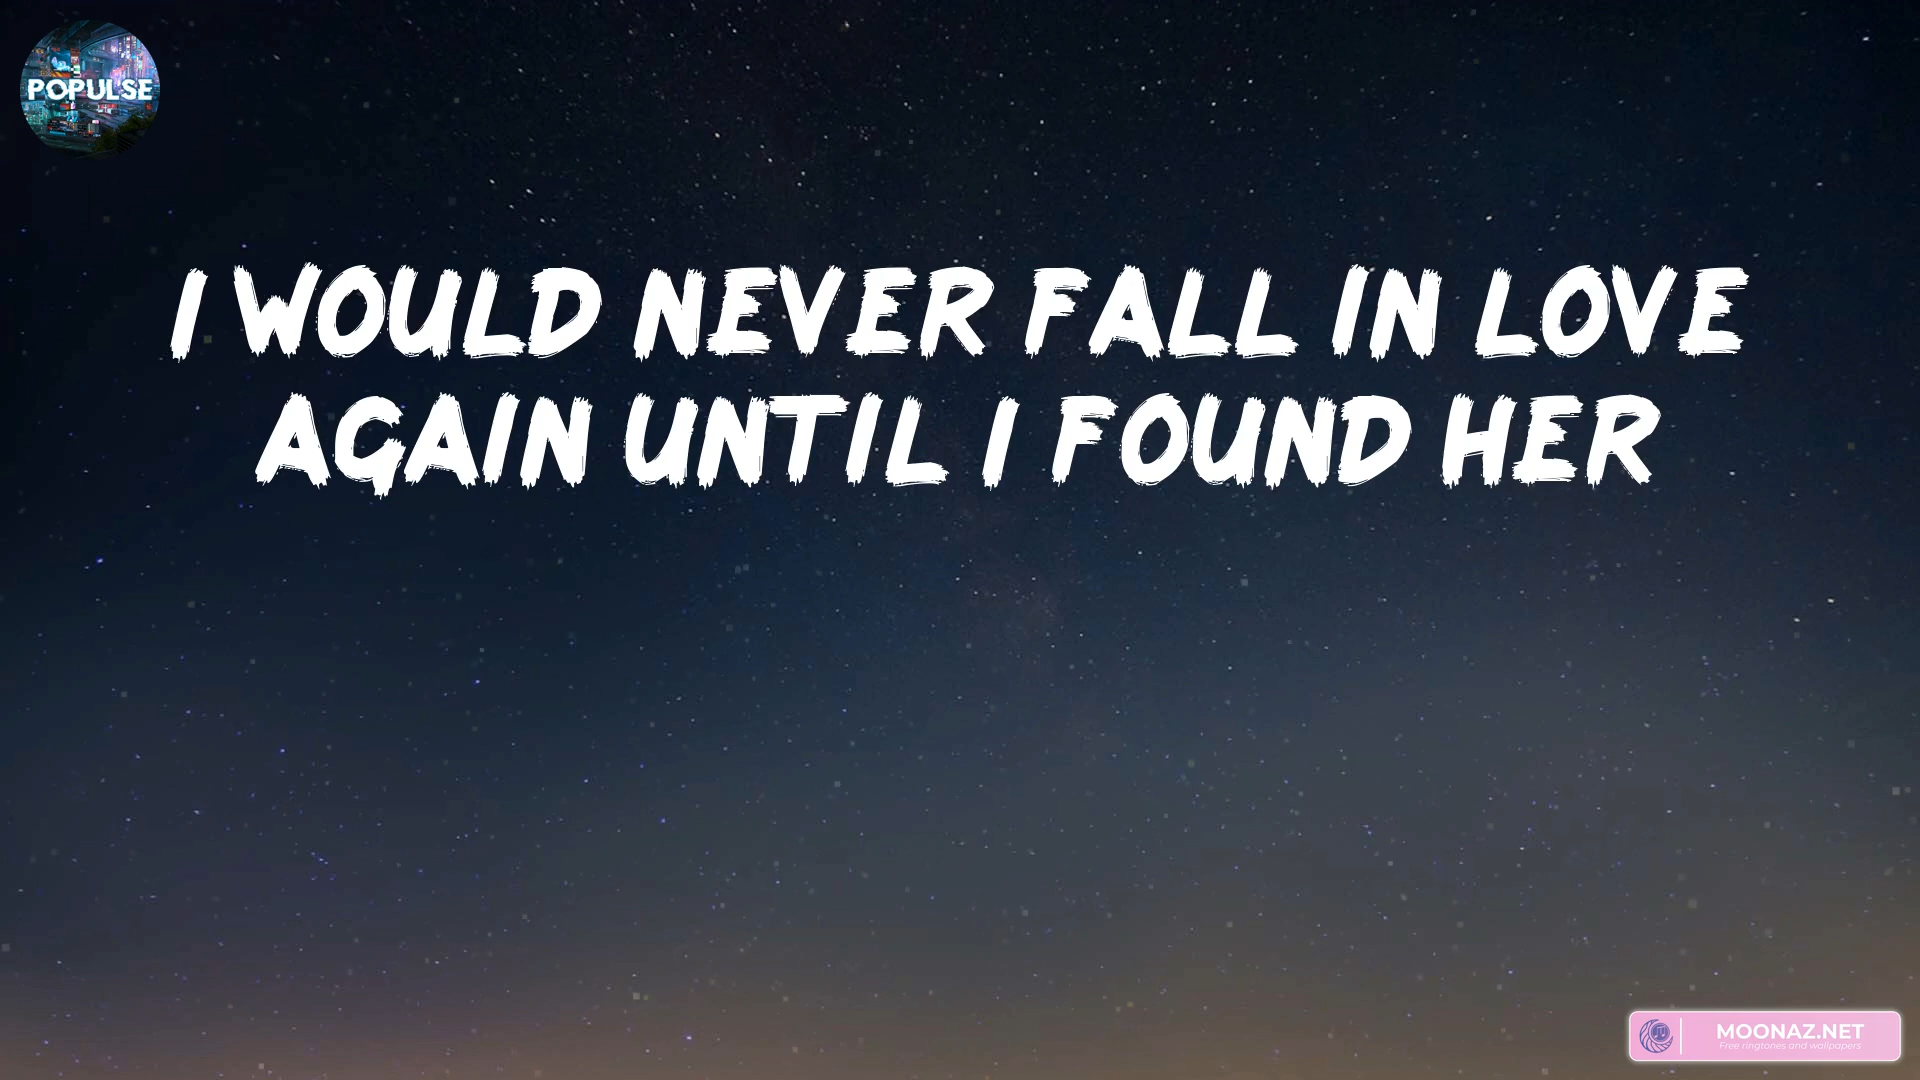 POPULSE
I WOULD NEVER FALL IN LOVE
AGAIN UNTIL I FOUND HER
MOONAZ.NET
Free ringtones and wallpapers